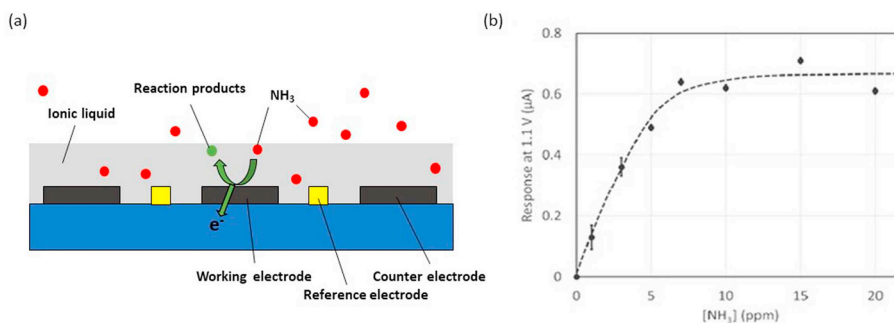 (a)
Reaction products
NH₃
Ionic liquid
e⁻
Working electrode
Counter electrode
Reference electrode
(b)
Response at 1.1 V (μA)
0.8
0.6
0.4
0.2
0
0
5
10
15
20
[NH₃] (ppm)